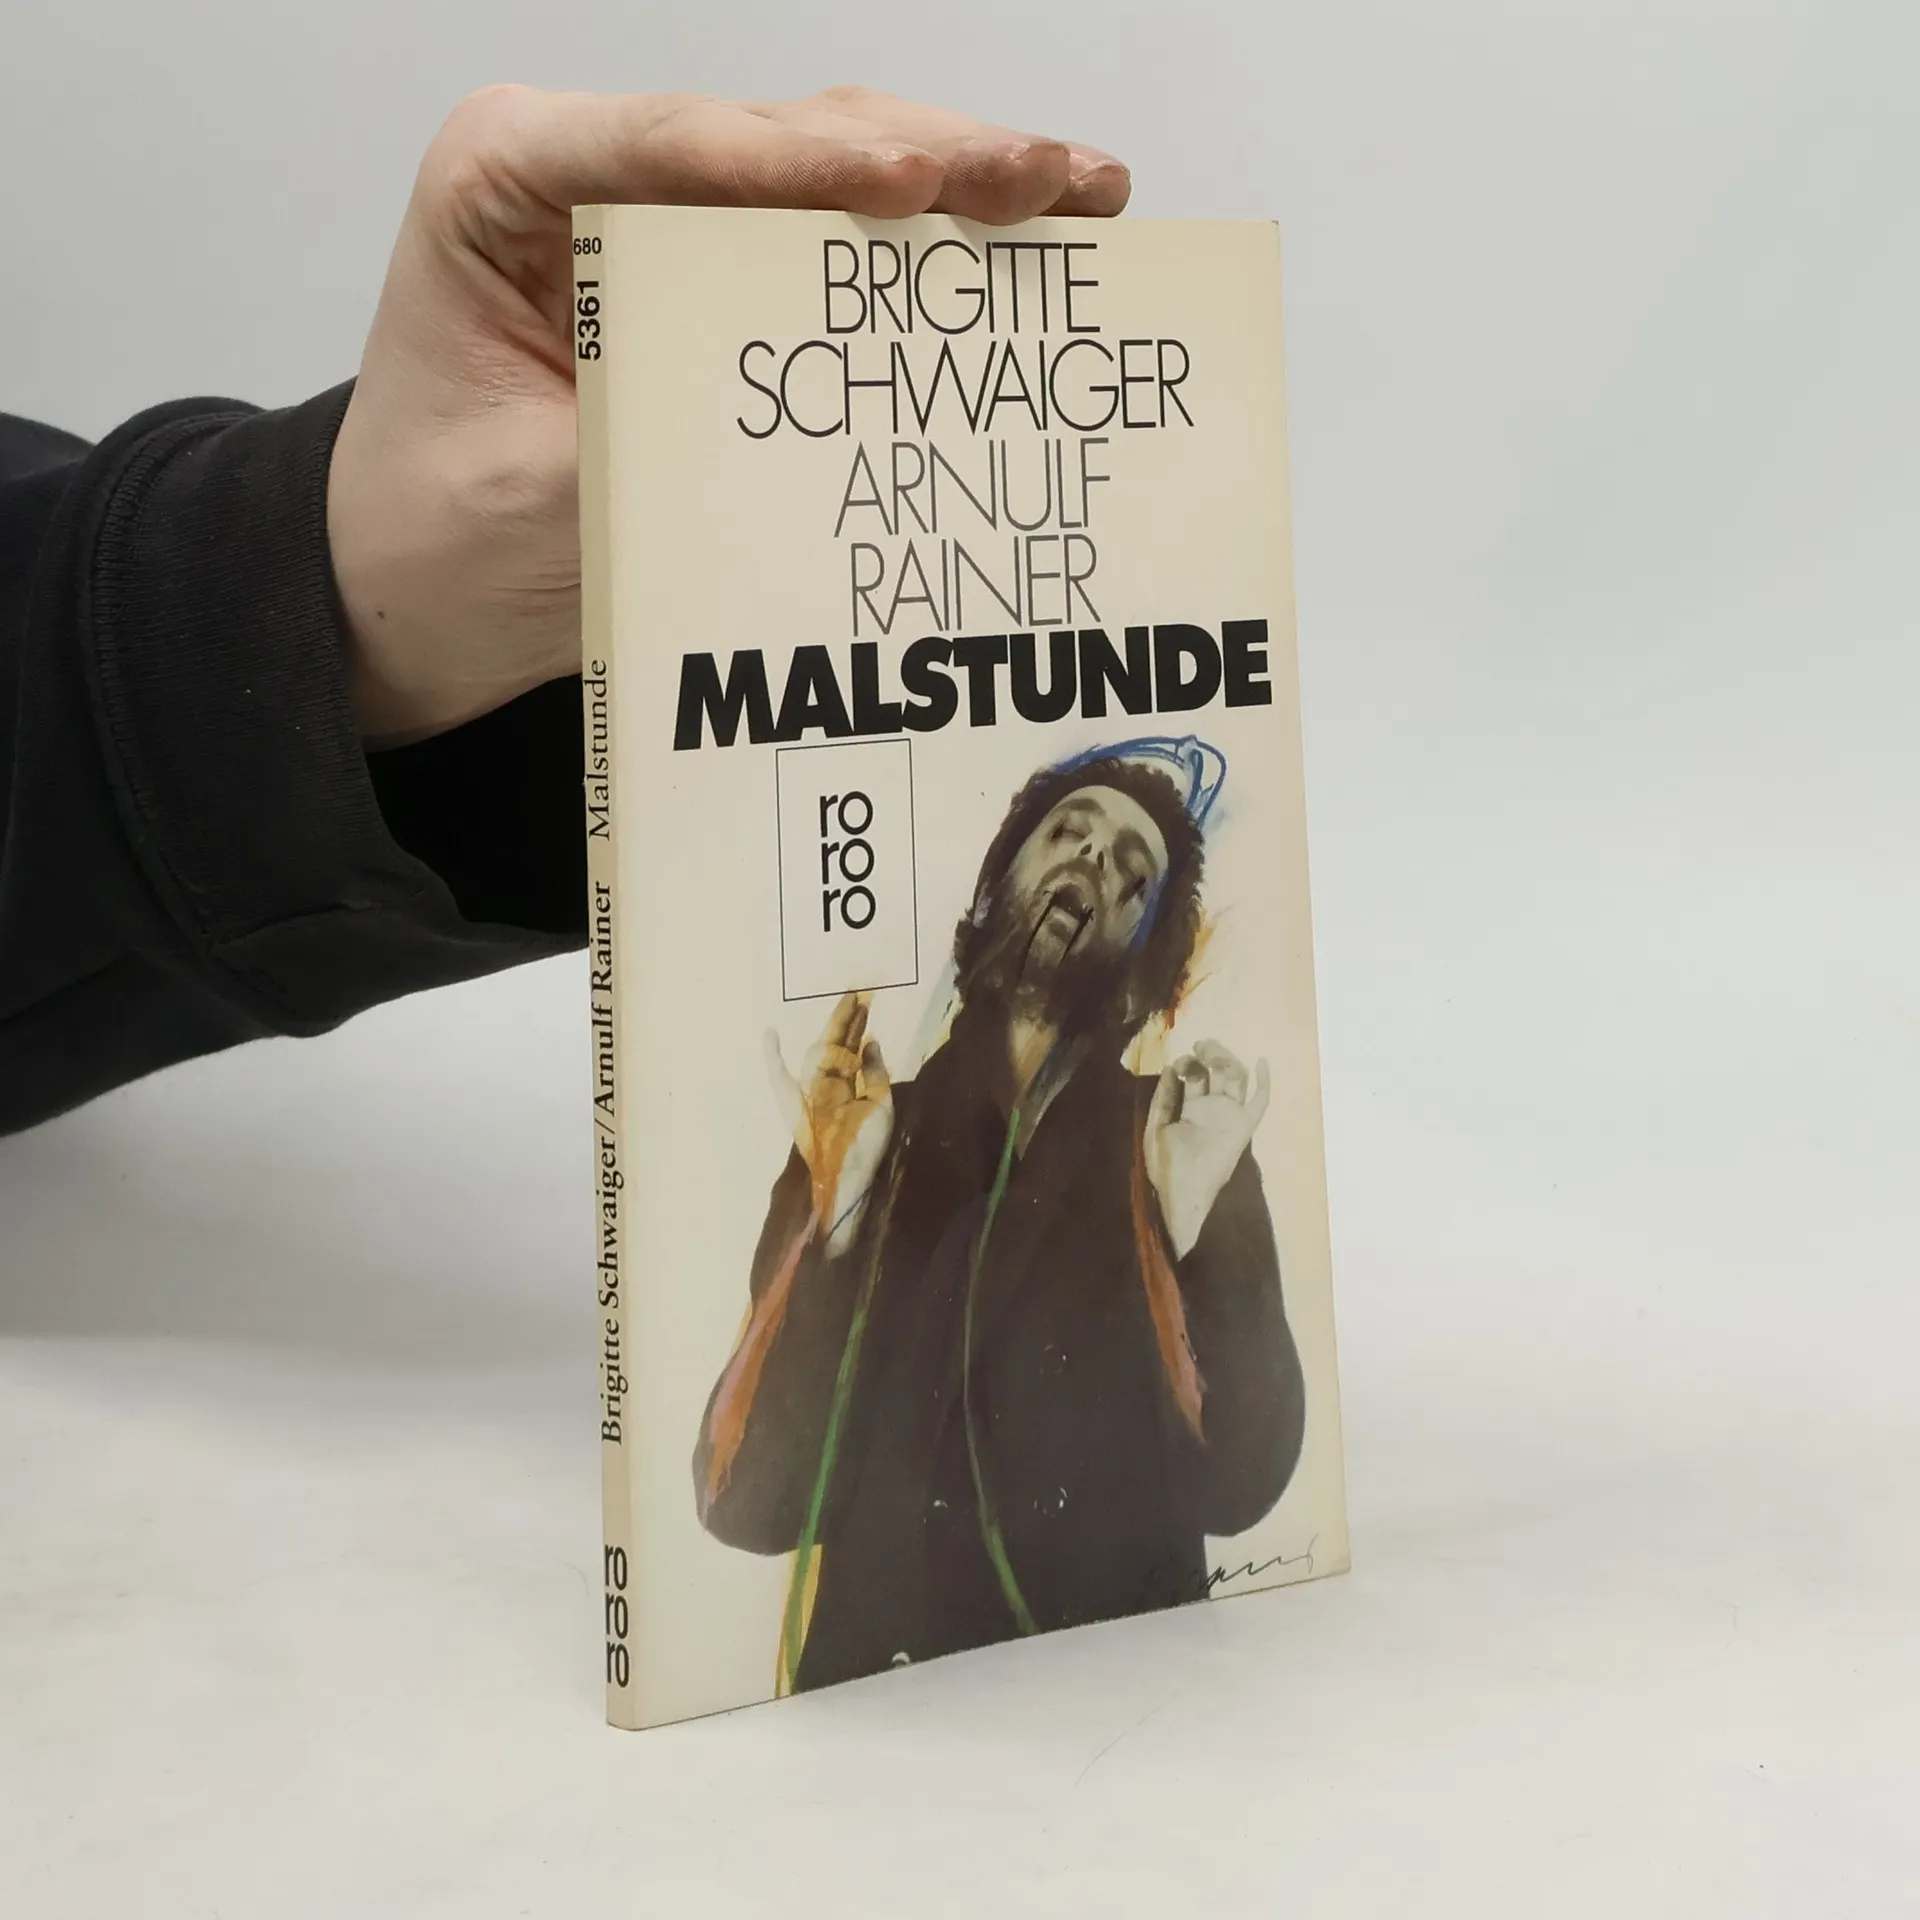 BRIGITTE
SCHWAIGER
ARNULF
RAINER
MALSTUNDE
ro
ro
ro
680
5361
Brigitte Schwaiger/Arnulf Rainer Malstunde
ro
ro
ro